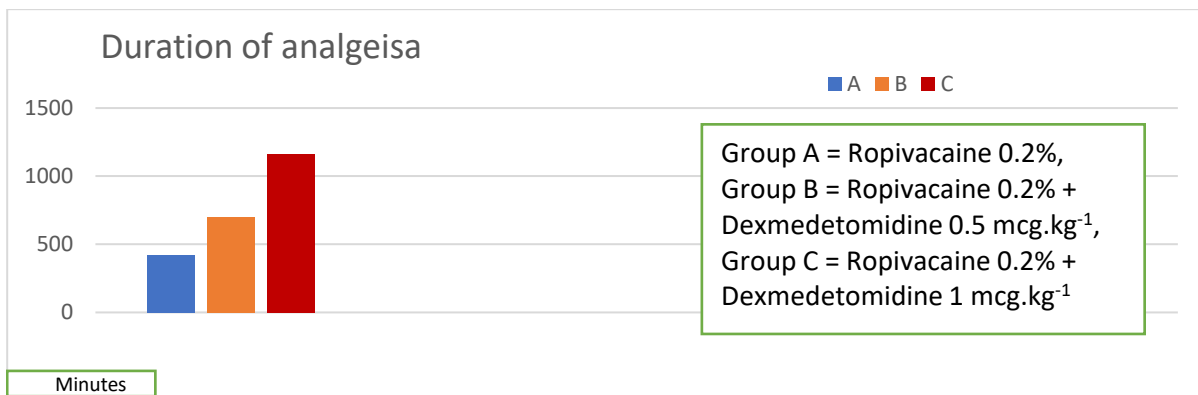 Duration of analgeisa
A B C
1500
1000
500
0
Group A = Ropivacaine 0.2%,
Group B = Ropivacaine 0.2% +
Dexmedetomidine 0.5 mcg.kg⁻¹,
Group C = Ropivacaine 0.2% +
Dexmedetomidine 1 mcg.kg⁻¹
Minutes